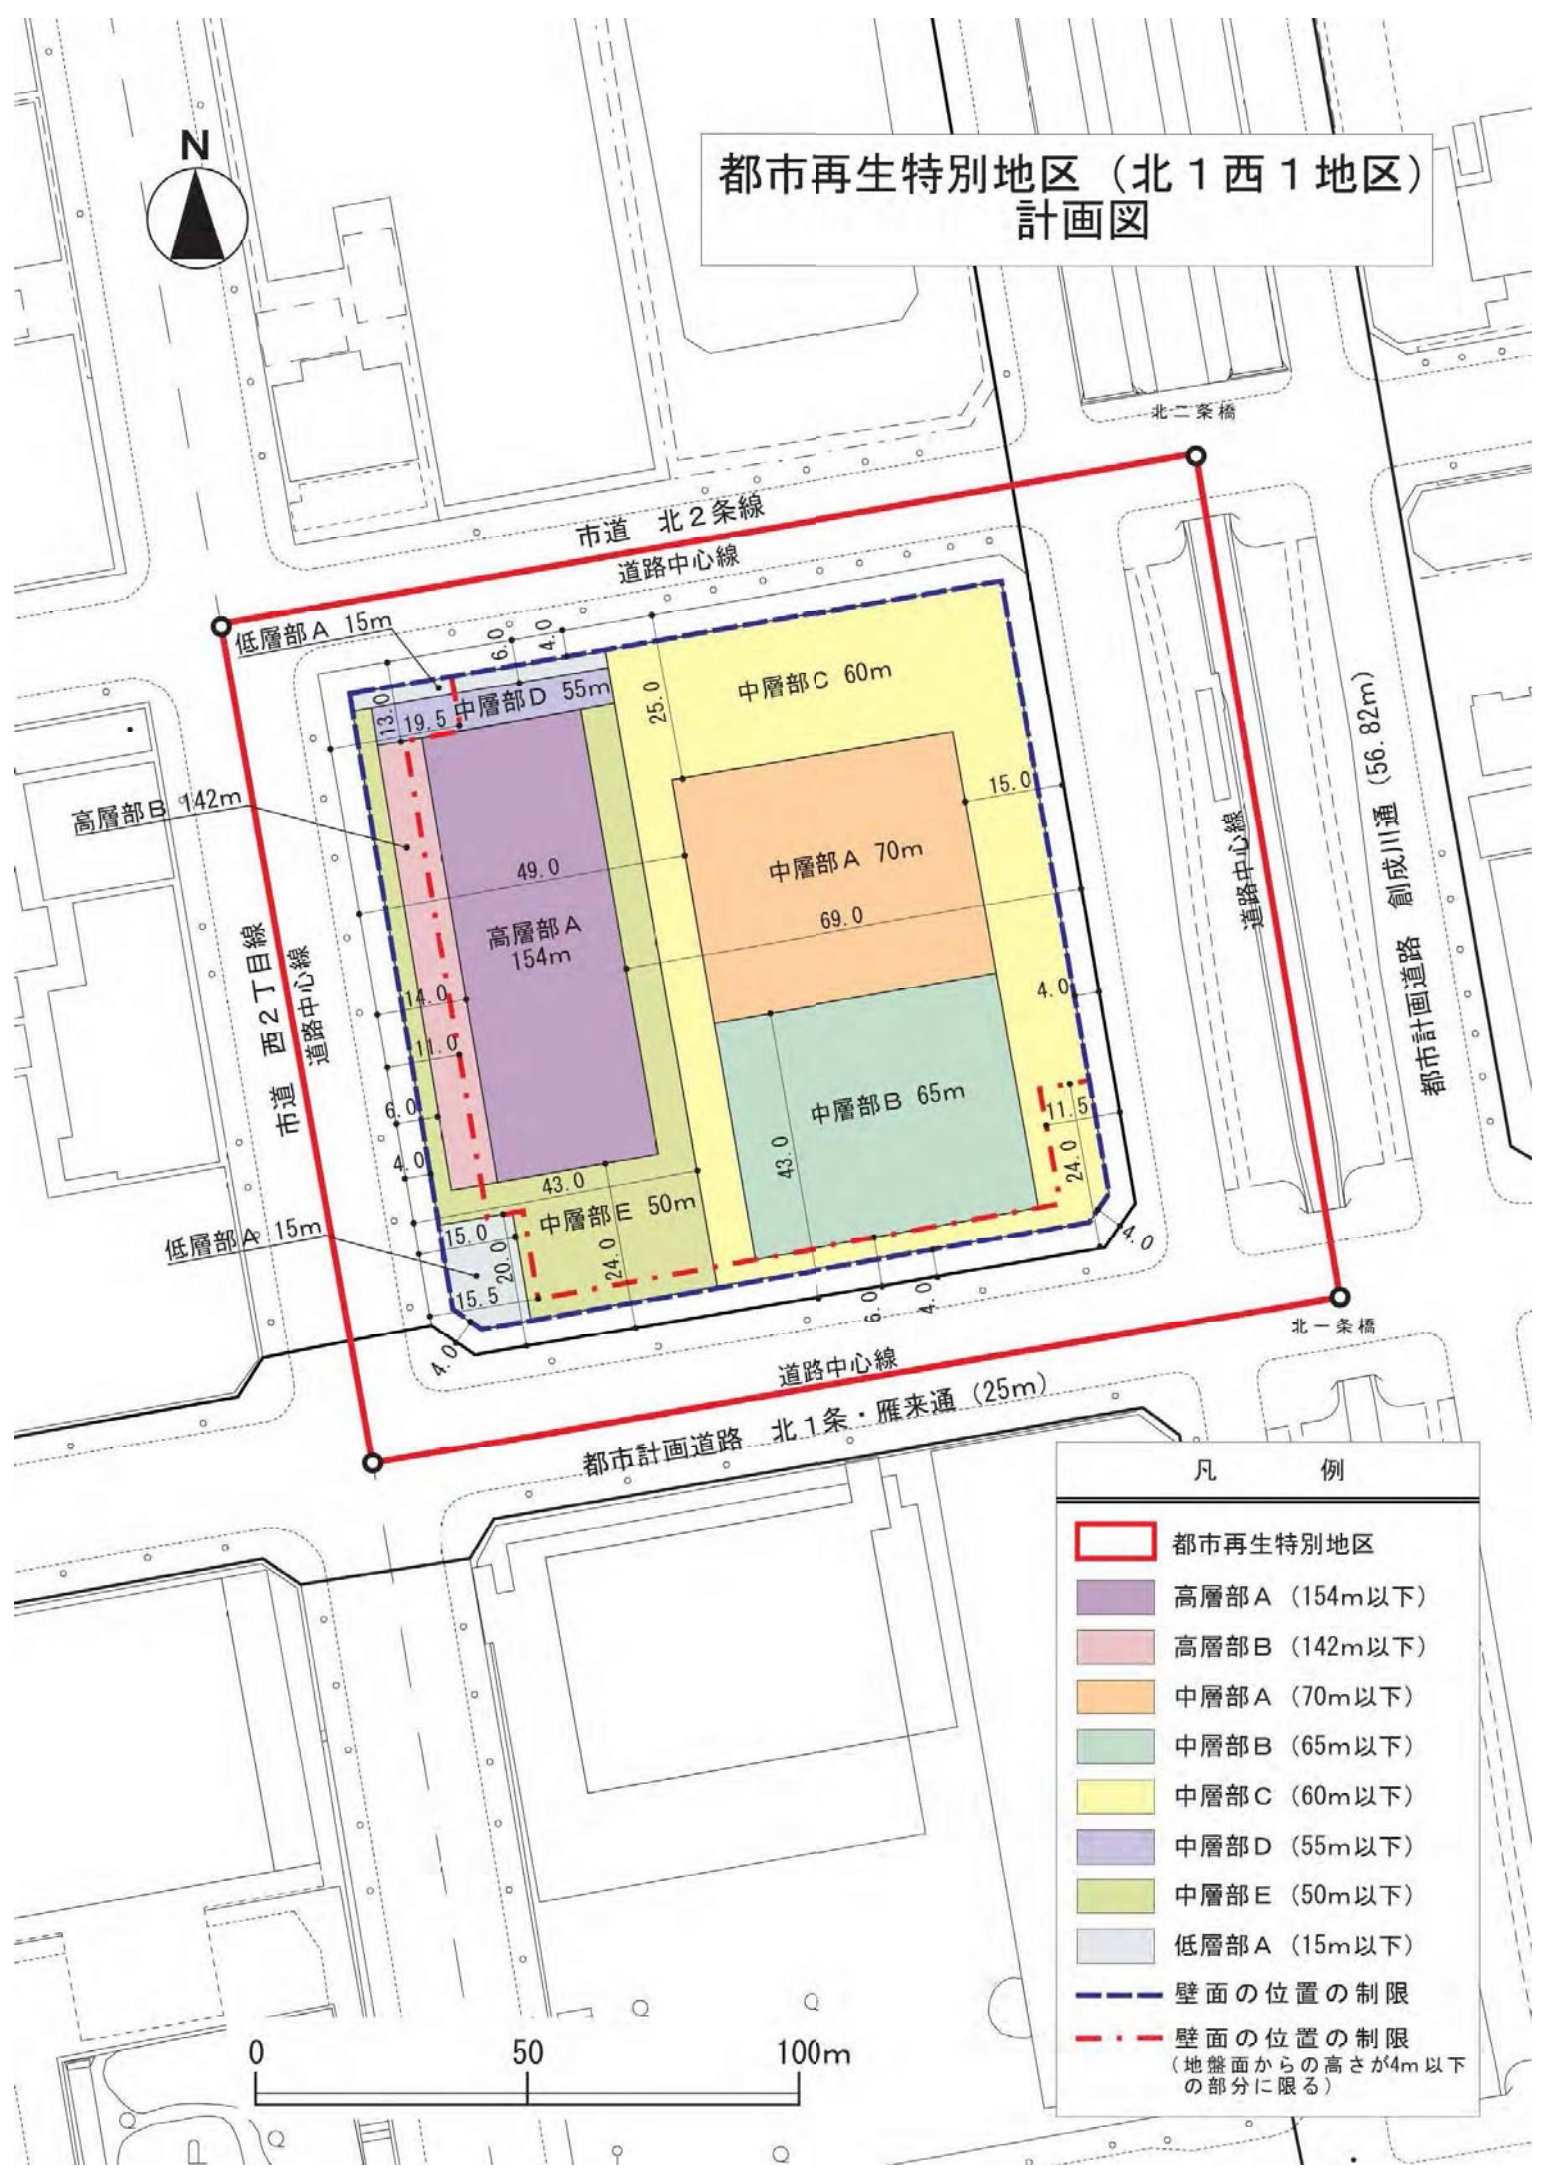 N
都市再生特別地区（北１西１地区）
計画図
北二条橋
市道 北２条線
道路中心線
低層部Ａ 15m
6.0
4.0
13.0
19.5
中層部Ｄ 55m
25.0
中層部Ｃ 60m
15.0
高層部Ｂ 142m
49.0
中層部Ａ 70m
高層部Ａ
154m
69.0
14.0
11.0
6.0
4.0
4.0
市道 西２丁目線
道路中心線
道路中心線
都市計画道路 創成川通（56.82m）
中層部Ｂ 65m
11.5
24.0
43.0
43.0
中層部Ｅ 50m
低層部Ａ 15m
15.0
20.0
24.0
15.5
4.0
6.0
4.0
4.0
北一条橋
道路中心線
都市計画道路 北１条・雁来通（25m）
凡 例
都市再生特別地区
高層部Ａ（154m以下）
高層部Ｂ（142m以下）
中層部Ａ（70m以下）
中層部Ｂ（65m以下）
中層部Ｃ（60m以下）
中層部Ｄ（55m以下）
中層部Ｅ（50m以下）
低層部Ａ（15m以下）
壁面の位置の制限
壁面の位置の制限
（地盤面からの高さが4m以下
の部分に限る）
0 50 100m